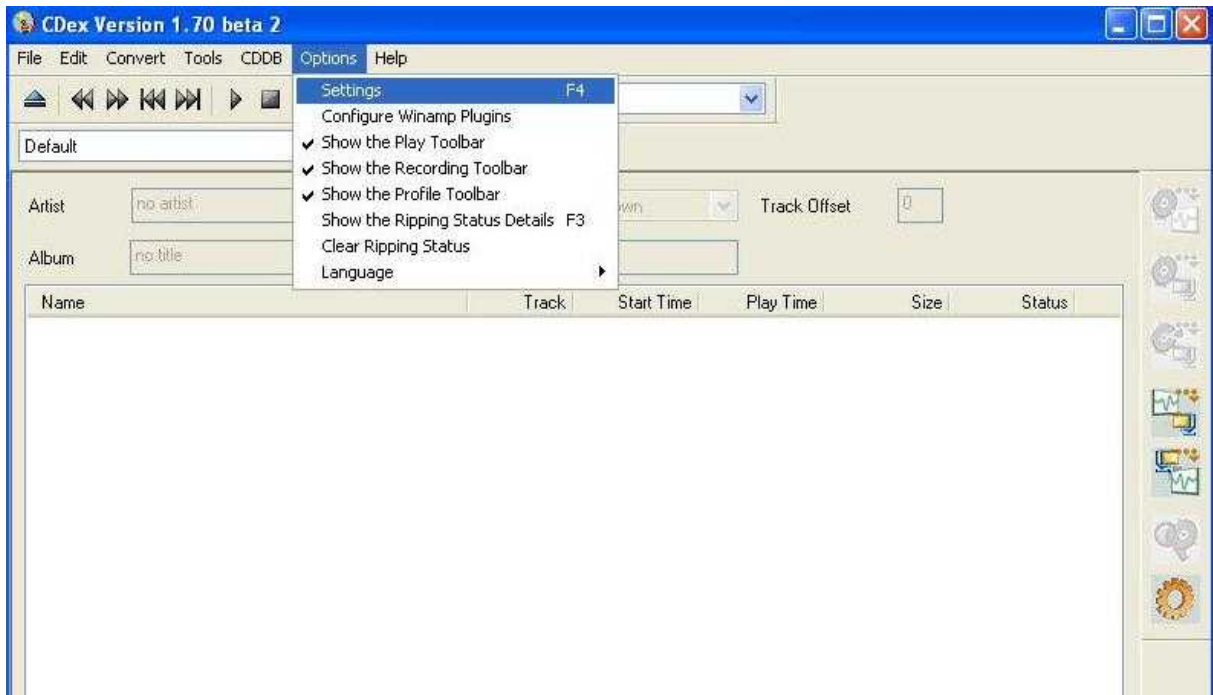 CDex Version 1.70 beta 2
File Edit Convert Tools CDDB Options Help
Settings F4
Configure Winamp Plugins
Default
Show the Play Toolbar
Show the Recording Toolbar
Show the Profile Toolbar
Show the Ripping Status Details F3
Clear Ripping Status
Language
Artist no artist Track Offset 0
Album no title
Name Track Start Time Play Time Size Status